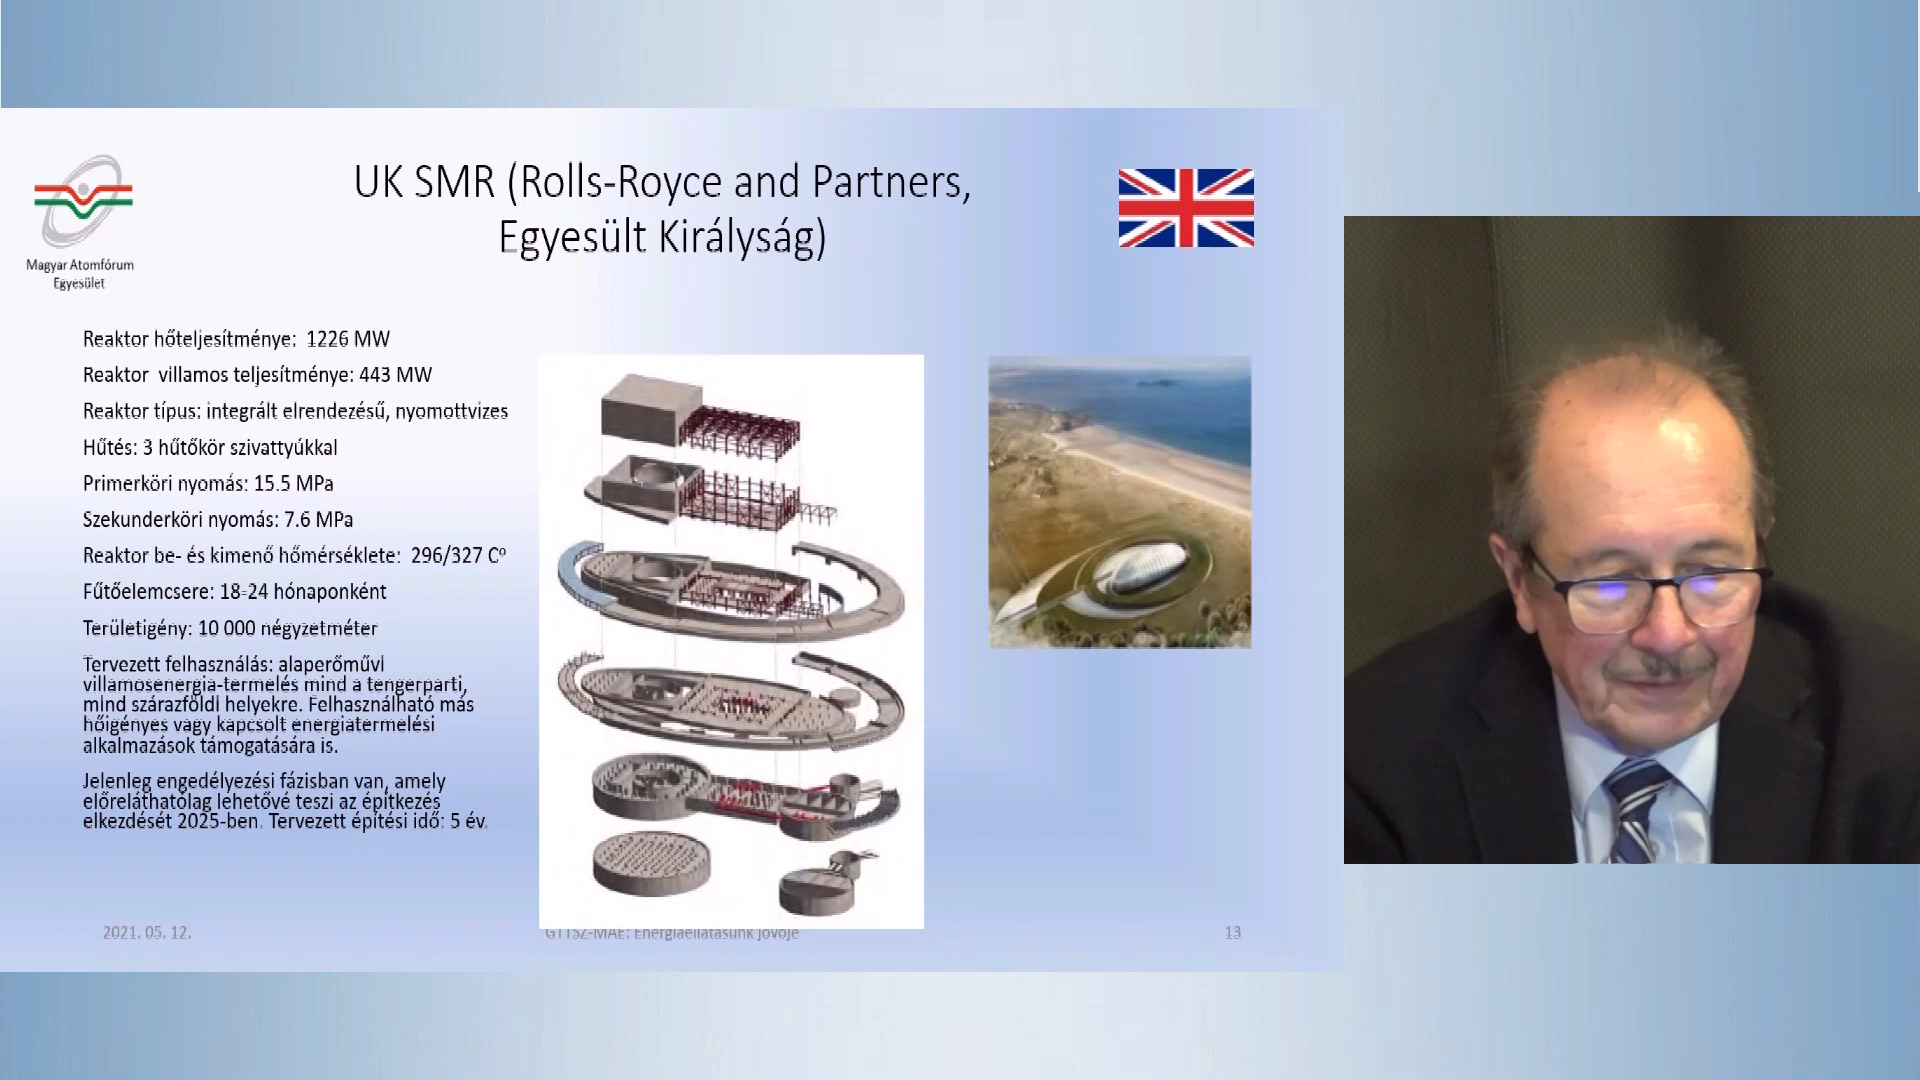 UK SMR (Rolls-Royce and Partners,
Egyesült Királyság)
Magyar Atomfórum
Egyesület
Reaktor hőteljesítménye: 1226 MW
Reaktor villamos teljesítménye: 443 MW
Reaktor típus: integrált elrendezésű, nyomottvizes
Hűtés: 3 hűtőkör szivattyúkkal
Primerköri nyomás: 15.5 MPa
Szekunderköri nyomás: 7.6 MPa
Reaktor be- és kimenő hőmérséklete: 296/327 Cº
Fűtőelemcsere: 18-24 hónaponként
Területigény: 10 000 négyzetméter
Tervezett felhasználás: alaperőművi
villamosenergia-termelés mind a tengerparti,
mind szárazföldi helyekre. Felhasználható más
hőigényes vagy kapcsolt energiatermelési
alkalmazások támogatására is.
Jelenleg engedélyezési fázisban van, amely
előreláthatólag lehetővé teszi az építkezés
elkezdését 2025-ben. Tervezett építési idő: 5 év.
2021. 05. 12.
GTTSZ-MAE: Energiaellátásunk jövője
13